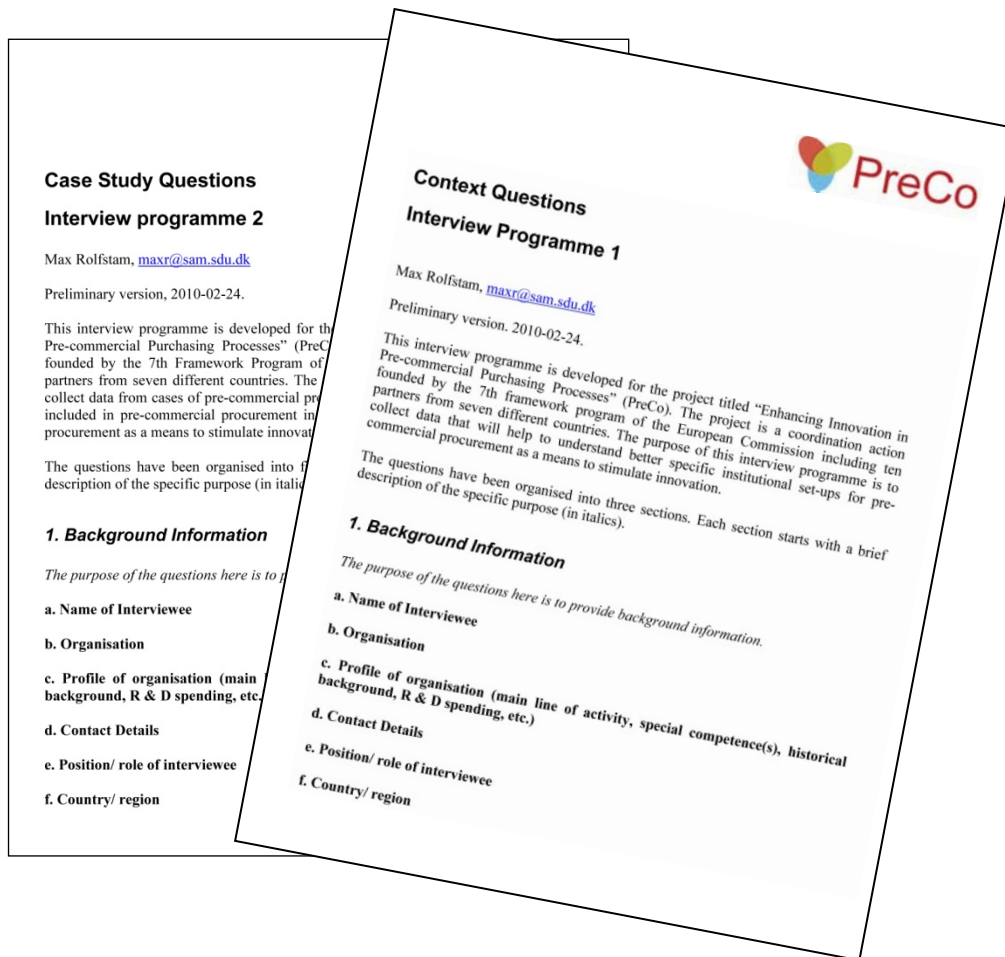 Case Study Questions
Interview programme 2
Max Rolfstam, maxr@sam.sdu.dk
Preliminary version, 2010-02-24.
This interview programme is developed for
Pre-commercial Purchasing Processes”
founded by the 7th Framework Program of
partners from seven different countries. The
collect data from cases of pre-commercial
included in pre-commercial procurement in
procurement as a means to stimulate
The questions have been organised into
description of the specific purpose (in
1. Background Information
The purpose of the questions here is to
a. Name of Interviewee
b. Organisation
c. Profile of organisation (main
background, R & D spending, etc.
d. Contact Details
e. Position/ role of interviewee
f. Country/ region
PreCo
Context Questions
Interview Programme 1
Max Rolfstam, maxr@sam.sdu.dk
Preliminary version. 2010-02-24.
This interview programme is developed for the project titled “Enhancing Innovation in
Pre-commercial Purchasing Processes” (PreCo). The project is a coordination action
founded by the 7th framework program of the European Commission including ten
partners from seven different countries. The purpose of this interview programme is to
collect data that will help to understand better specific institutional set-ups for pre-
commercial procurement as a means to stimulate innovation.
The questions have been organised into three sections. Each section starts with a brief
description of the specific purpose (in italics).
1. Background Information
The purpose of the questions here is to provide background information.
a. Name of Interviewee
b. Organisation
c. Profile of organisation (main line of activity, special competence(s), historical
background, R & D spending, etc.)
d. Contact Details
e. Position/ role of interviewee
f. Country/ region